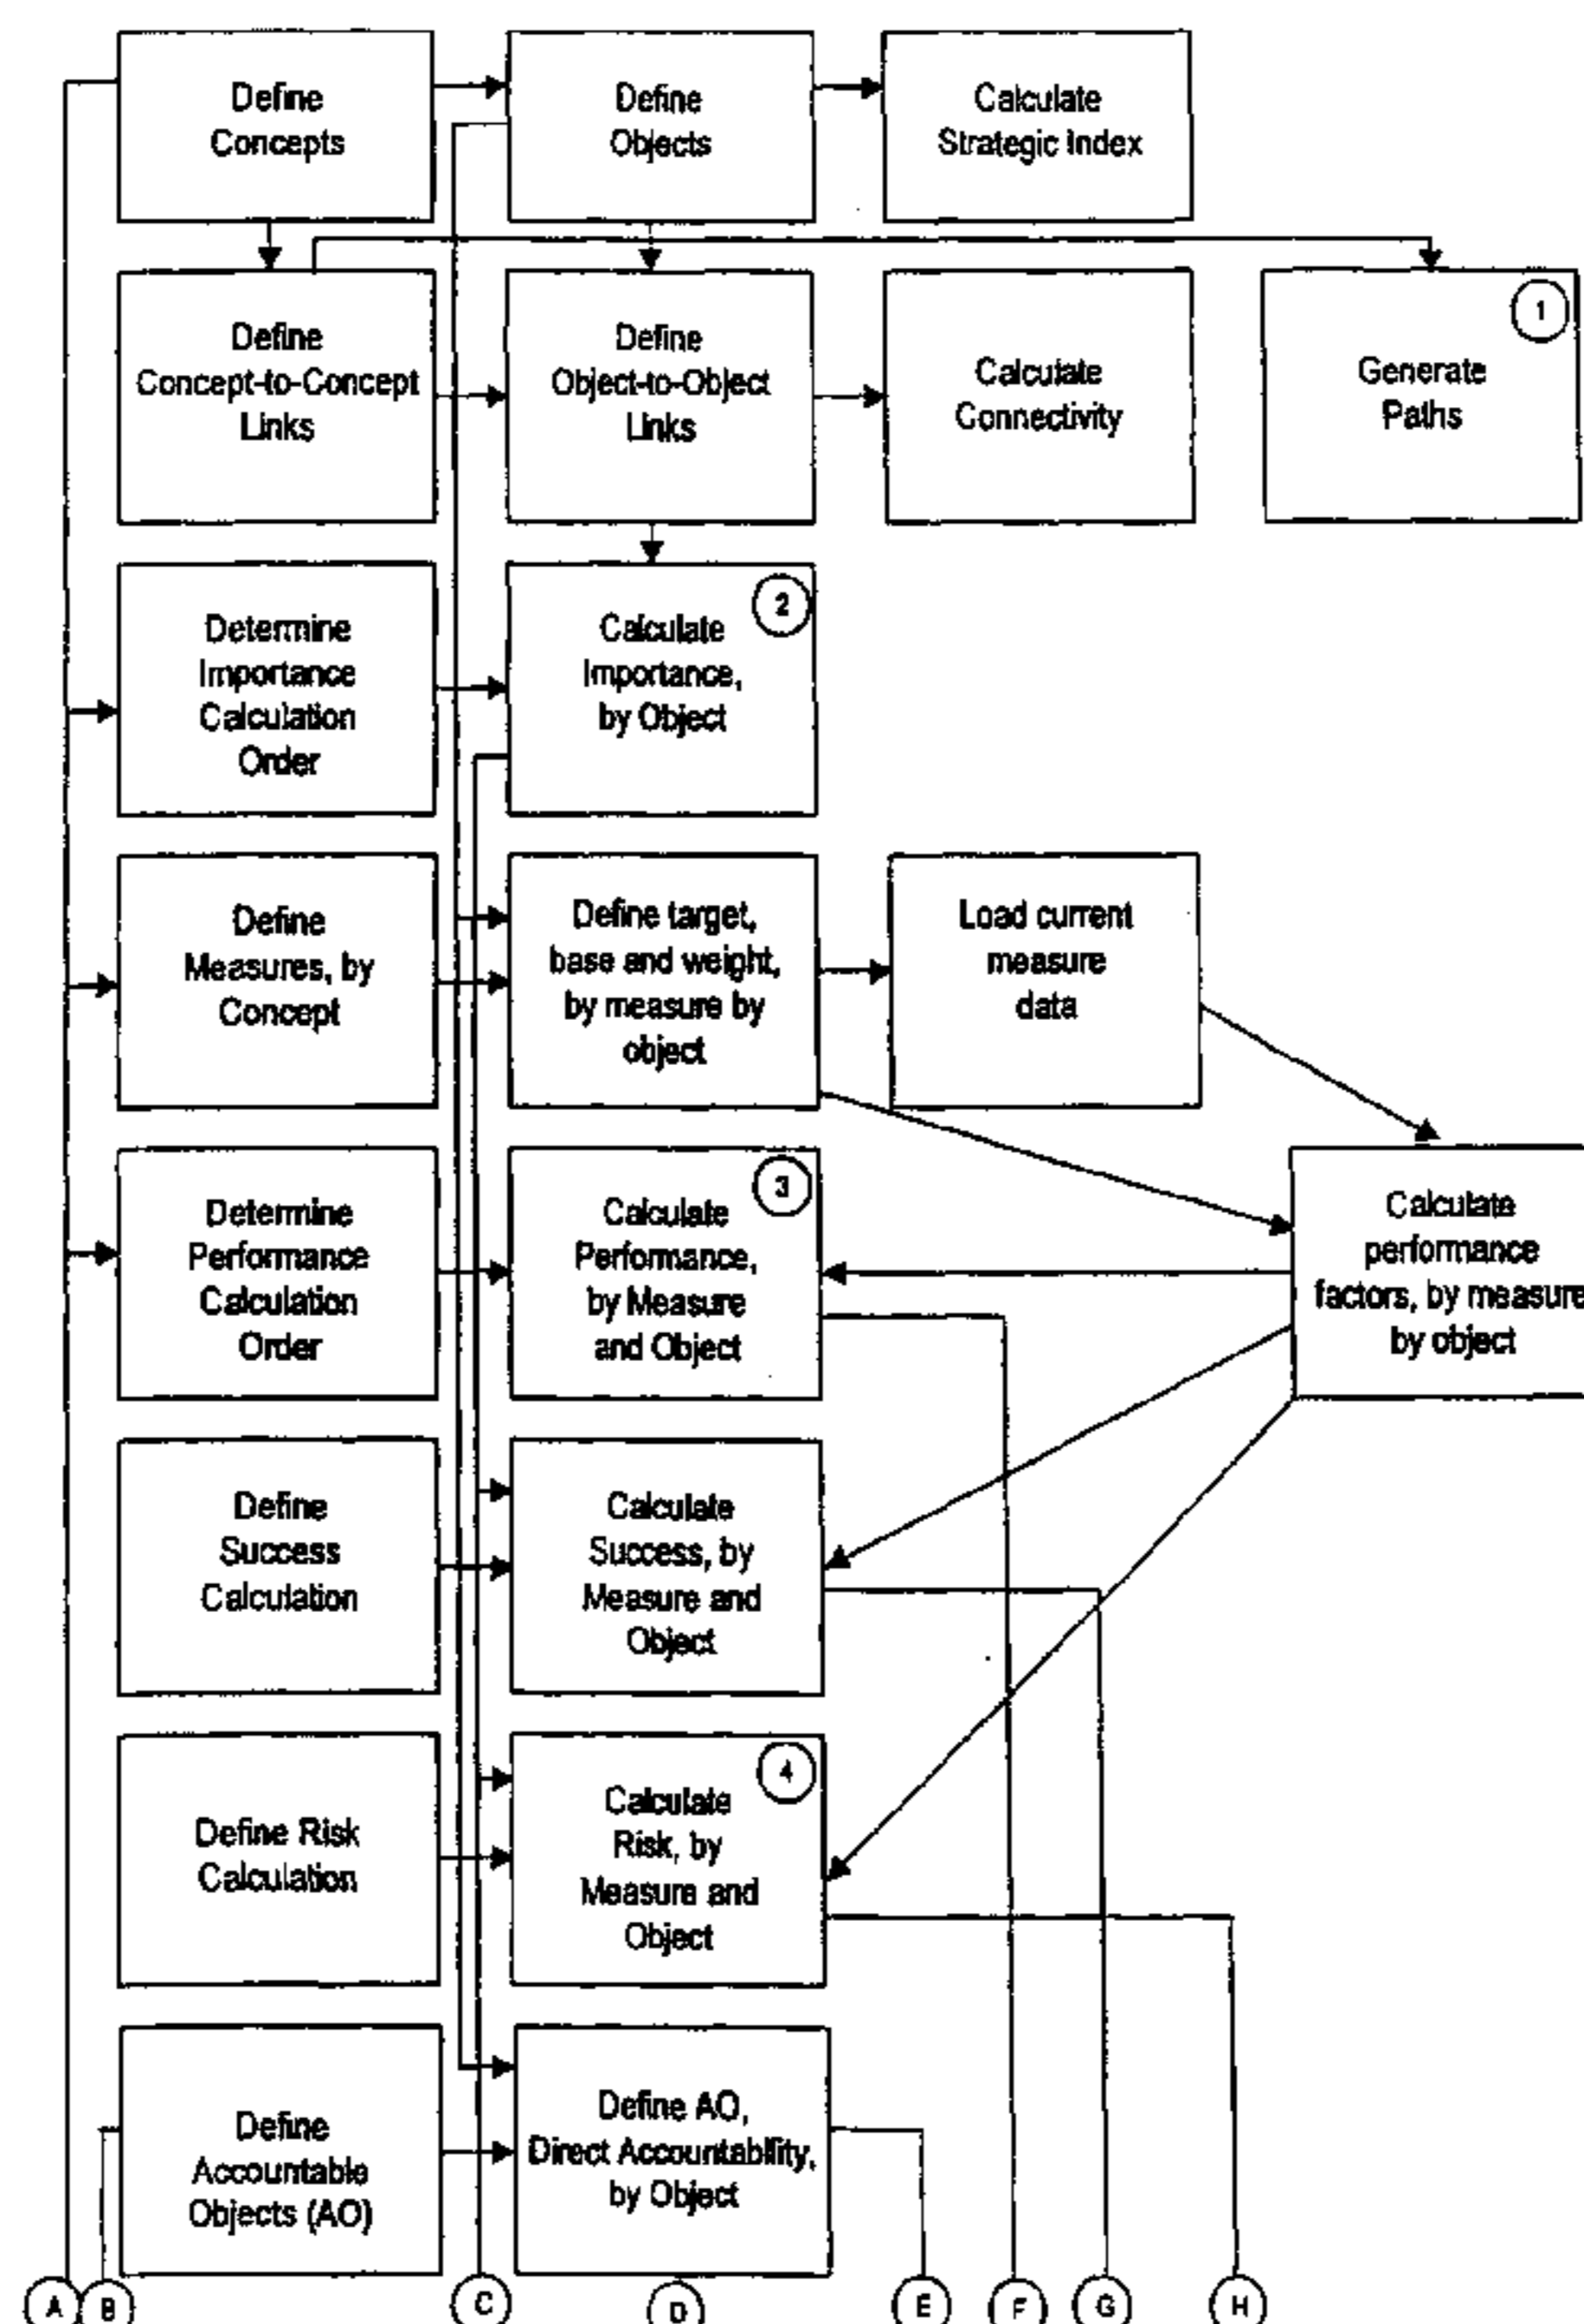 Define
Concepts
Define
Objects
Calculate
Strategic Index
Define
Concept-to-Concept
Links
Define
Object-to-Object
Links
Calculate
Connectivity
1
Generate
Paths
Determine
Importance
Calculation
Order
2
Calculate
Importance,
by Object
Define
Measures, by
Concept
Define target,
base and weight,
by measure by
object
Load current
measure
data
Determine
Performance
Calculation
Order
3
Calculate
Performance,
by Measure
and Object
Calculate
performance
factors, by measure
by object
Define
Success
Calculation
Calculate
Success, by
Measure and
Object
Define Risk
Calculation
4
Calculate
Risk, by
Measure and
Object
Define
Accountable
Objects (AO)
Define AO,
Direct Accountability,
by Object
A
B
C
D
E
F
G
H